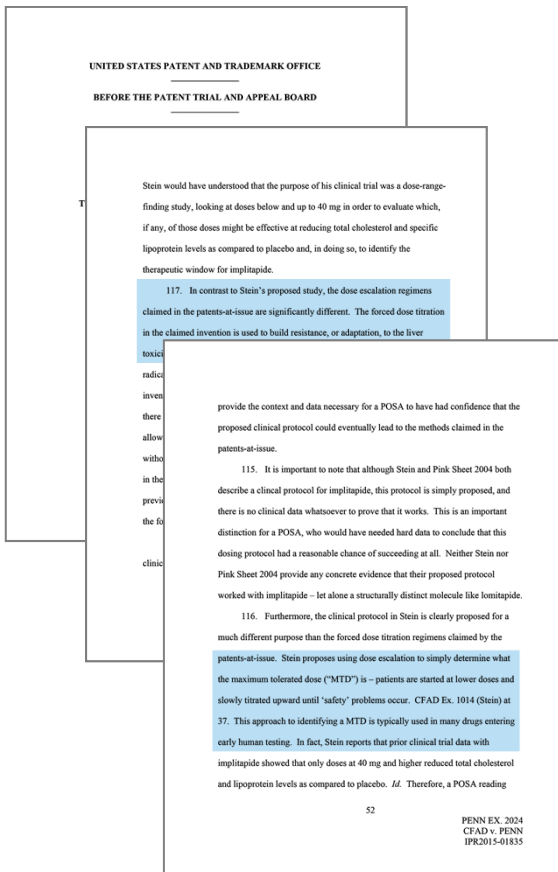 UNITED STATES PATENT AND TRADEMARK OFFICE
BEFORE THE PATENT TRIAL AND APPEAL BOARD
T
Stein would have understood that the purpose of his clinical trial was a dose-range-
finding study, looking at doses below and up to 40 mg in order to evaluate which,
if any, of those doses might be effective at reducing total cholesterol and specific
lipoprotein levels as compared to placebo and, in doing so, to identify the
therapeutic window for implitapide.
117. In contrast to Stein's proposed study, the dose escalation regimens
claimed in the patents-at-issue are significantly different. The forced dose titration
in the claimed invention is used to build resistance, or adaptation, to the liver
toxici
radica
inven
there
allow
witho
in the
previ
the fo
clinic
provide the context and data necessary for a POSA to have had confidence that the
proposed clinical protocol could eventually lead to the methods claimed in the
patents-at-issue.
115. It is important to note that although Stein and Pink Sheet 2004 both
describe a clincal protocol for implitapide, this protocol is simply proposed, and
there is no clinical data whatsoever to prove that it works. This is an important
distinction for a POSA, who would have needed hard data to conclude that this
dosing protocol had a reasonable chance of succeeding at all. Neither Stein nor
Pink Sheet 2004 provide any concrete evidence that their proposed protocol
worked with implitapide – let alone a structurally distinct molecule like lomitapide.
116. Furthermore, the clinical protocol in Stein is clearly proposed for a
much different purpose than the forced dose titration regimens claimed by the
patents-at-issue. Stein proposes using dose escalation to simply determine what
the maximum tolerated dose ("MTD") is – patients are started at lower doses and
slowly titrated upward until 'safety' problems occur. CFAD Ex. 1014 (Stein) at
37. This approach to identifying a MTD is typically used in many drugs entering
early human testing. In fact, Stein reports that prior clinical trial data with
implitapide showed that only doses at 40 mg and higher reduced total cholesterol
and lipoprotein levels as compared to placebo. Id. Therefore, a POSA reading
52
PENN EX. 2024
CFAD v. PENN
IPR2015-01835